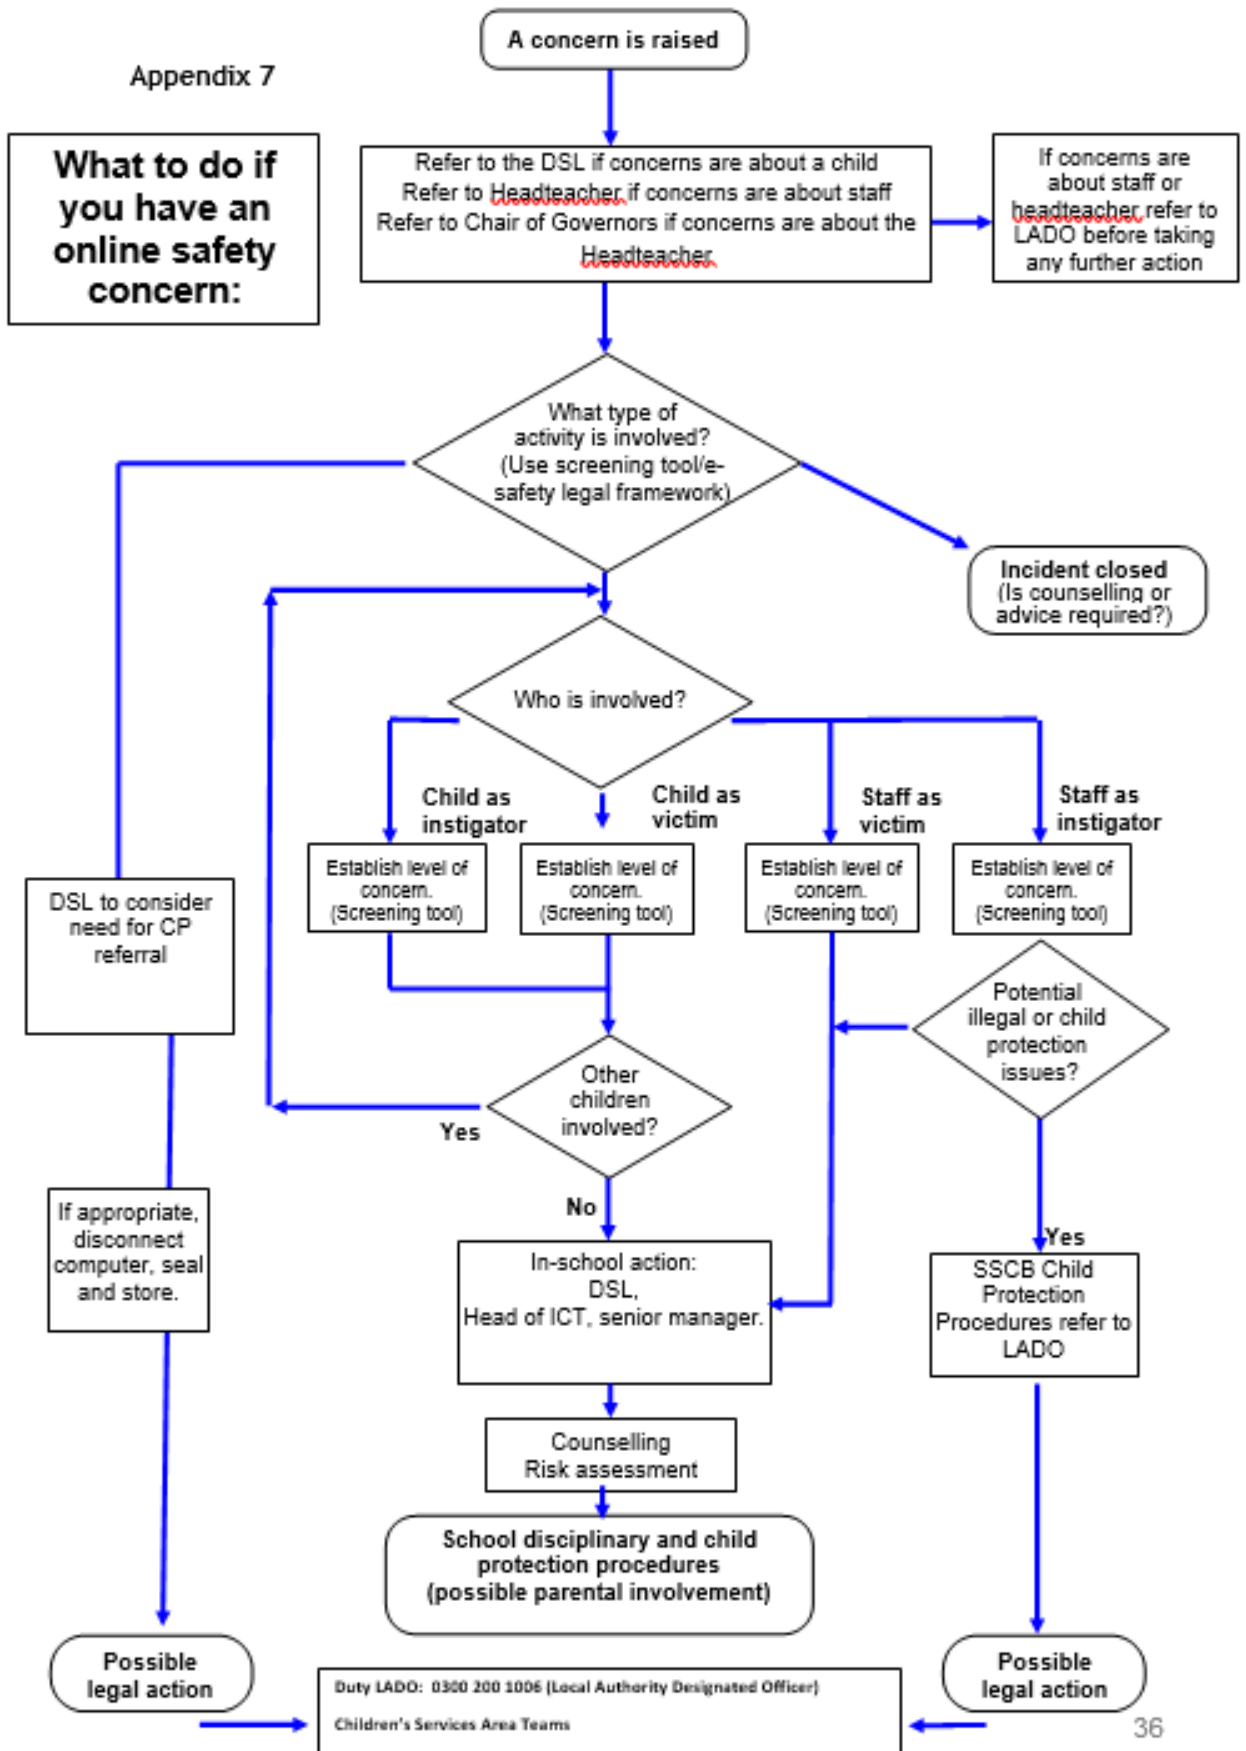 A concern is raised
Appendix 7
What to do if
you have an
online safety
concern:
Refer to the DSL if concerns are about a child
Refer to Headteacher if concerns are about staff
Refer to Chair of Governors if concerns are about the
Headteacher
If concerns are
about staff or
headteacher refer to
LADO before taking
any further action
What type of
activity is involved?
(Use screening tool/e-
safety legal framework)
Incident closed
(Is counselling or
advice required?)
Who is involved?
Child as
instigator
Child as
victim
Staff as
victim
Staff as
instigator
Establish level of
concern.
(Screening tool)
Establish level of
concern.
(Screening tool)
Establish level of
concern.
(Screening tool)
Establish level of
concern.
(Screening tool)
DSL to consider
need for CP
referral
Potential
illegal or child
protection
issues?
Other
children
involved?
Yes
No
If appropriate,
disconnect
computer, seal
and store.
In-school action:
DSL,
Head of ICT, senior manager.
Yes
SSCB Child
Protection
Procedures refer to
LADO
Counselling
Risk assessment
School disciplinary and child
protection procedures
(possible parental involvement)
Possible
legal action
Possible
legal action
Duty LADO: 0300 200 1006 (Local Authority Designated Officer)
Children's Services Area Teams
36